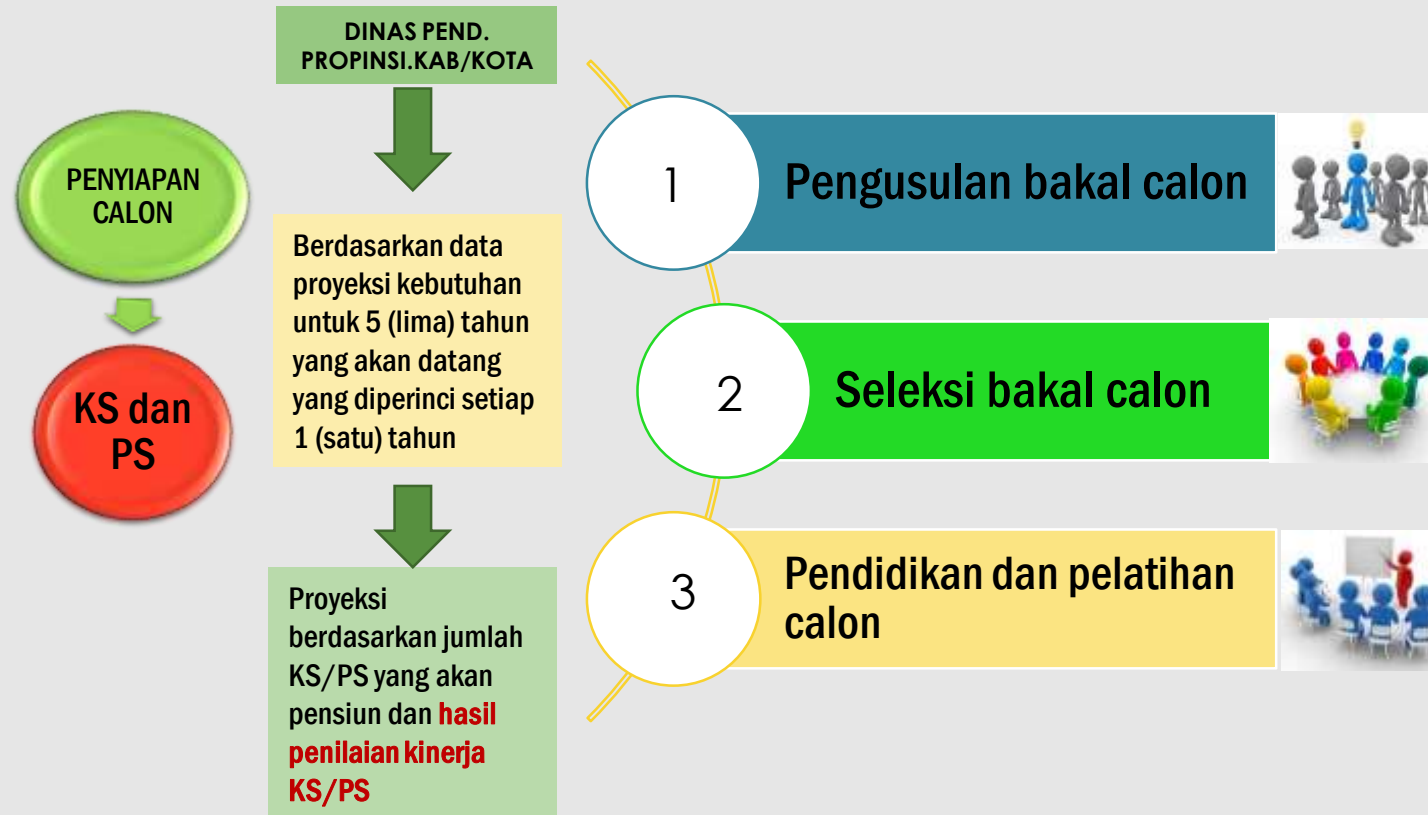 PENYIAPAN
CALON
KS dan
PS
DINAS PEND.
PROPINSI.KAB/KOTA
Berdasarkan data
proyeksi kebutuhan
untuk 5 (lima) tahun
yang akan datang
yang diperinci setiap
1 (satu) tahun
Proyeksi
berdasarkan jumlah
KS/PS yang akan
pensiun dan hasil
penilaian kinerja
KS/PS
1
Pengusulan bakal calon
2
Seleksi bakal calon
3
Pendidikan dan pelatihan
calon